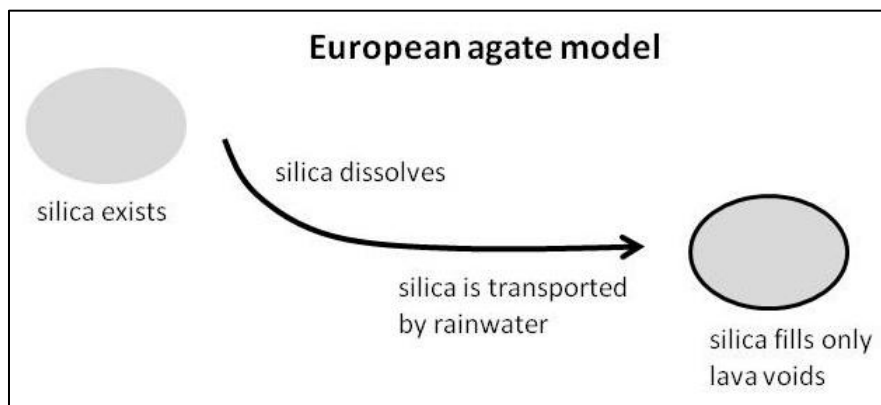 European agate model
silica exists
silica dissolves
silica is transported
by rainwater
silica fills only
lava voids